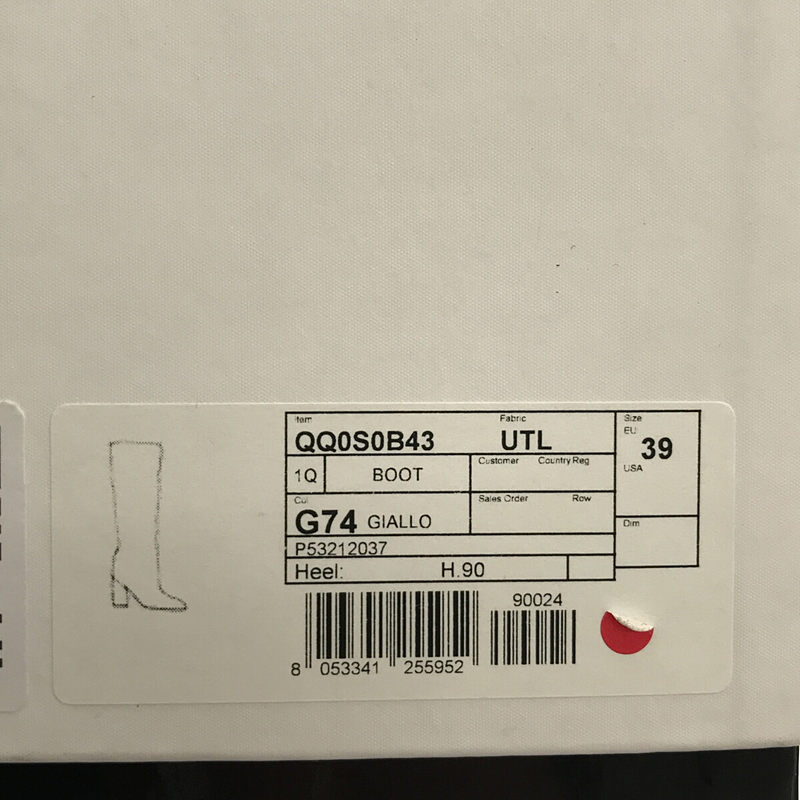 Item Fabric Size
QQ0S0B43 UTL EU 39
Customer Country Reg USA
1Q BOOT
Col Sales Order Row
G74 GIALLO Dim
P53212037
Heel: H.90
90024
8 053341 255952